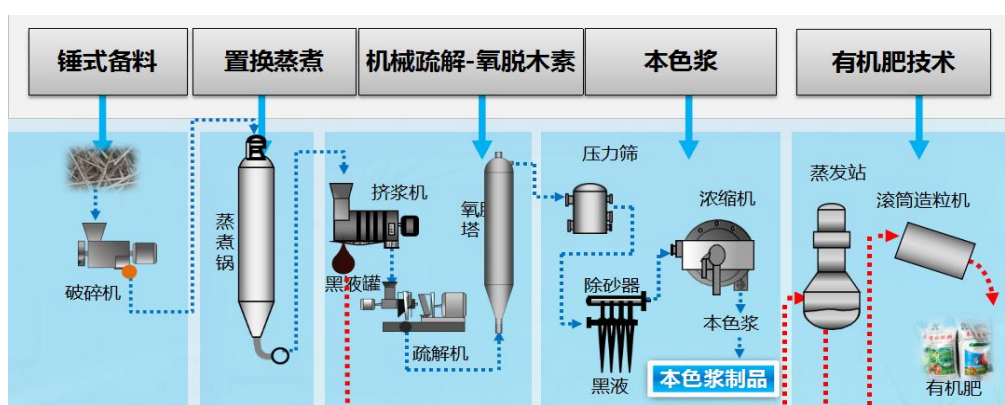 锤式备料
置换蒸煮
机械疏解-氧脱木素
本色浆
有机肥技术
破碎机
蒸煮锅
挤浆机
黑液罐
疏解机
氧脱
塔
压力筛
除砂器
黑液
浓缩机
本色浆
本色浆制品
蒸发站
滚筒造粒机
有机肥